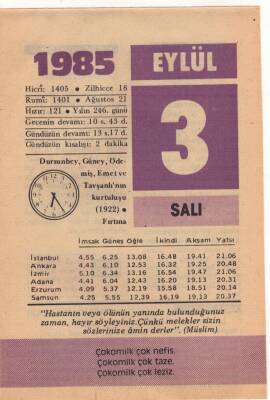 1985 EYLÜL
Hicrî: 1405 • Zilhicce 18
Rumî: 1401 • Ağustos 21
Hızır: 121 • Yılın 246. günü
Gecenin devamı: 10 s. 43 d.
Gündüzün devamı: 13 s.17 d.
Gündüzün kısalışı: 2 dakika
Dursunbey, Güney, Öde-
miş, Emet ve
Tavşanlı'nın
kurtuluşu
(1922) •
Fırtına
3
SALI
İmsak Güneş Öğle İkindi Akşam Yatsı
İstanbul 4,55 6.25 13,08 16,48 19,41 21,06
Ankara 4,43 6,10 12,53 16,32 19,25 20,48
İzmir 5,10 6,34 13,16 16,54 19,47 21,06
Adana 4,41 6,04 12,43 16,20 19,13 20,31
Erzurum 4,09 5,37 12,19 15,58 18,51 20,14
Samsun 4,25 5,55 12,39 16,19 19,13 20,37
"Hastanın veya ölünün yanında bulunduğunuz
zaman, hayır söyleyiniz.Çünkü melekler sizin
sözlerinize âmin derler". (Müslim)
Çokomilk çok nefis.
Çokomilk çok taze.
Çokomilk çok leziz.